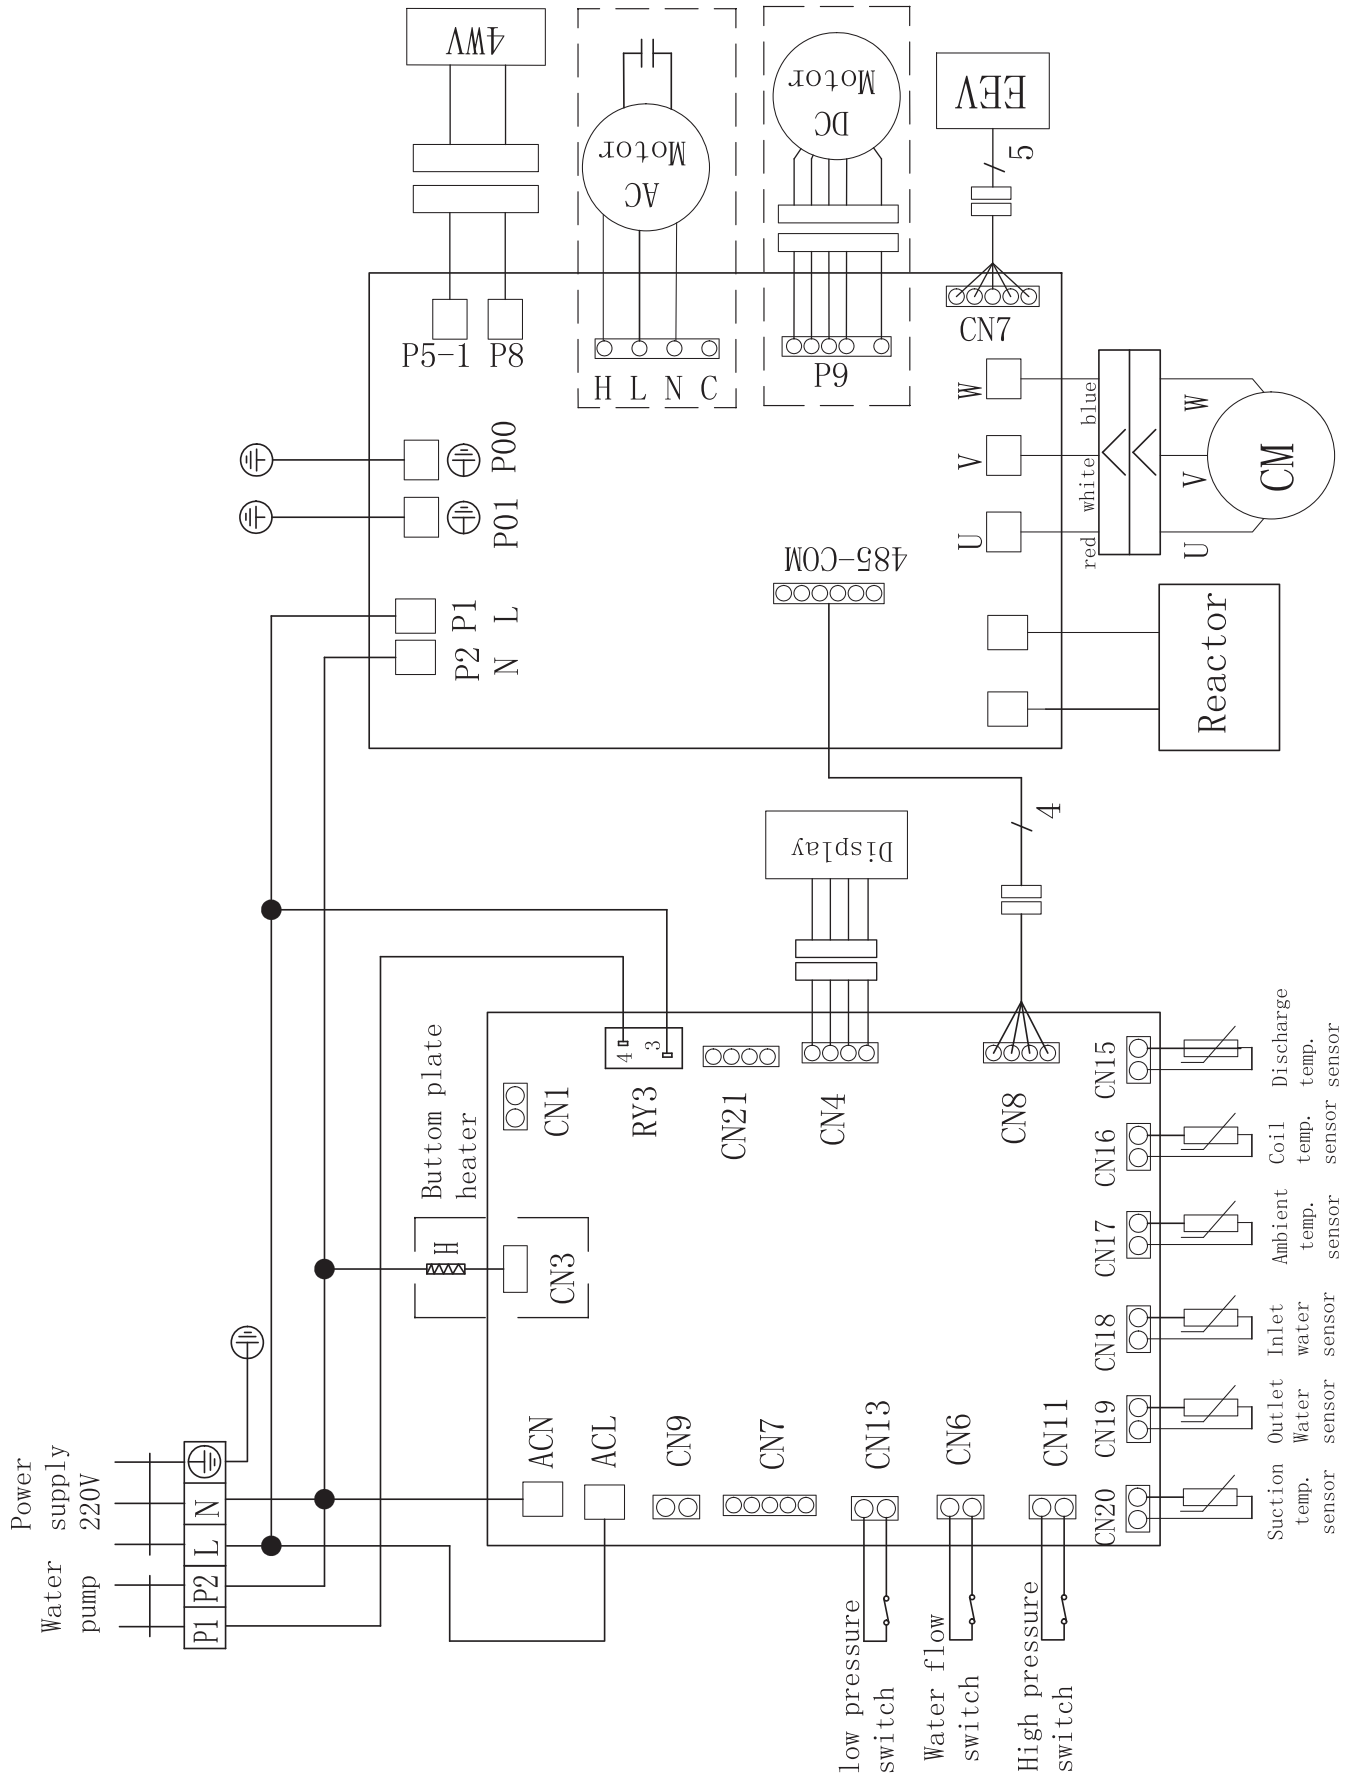 Power
supply
220V
Water
pump
P1
P2
L
N
Buttom plate
heater
H
CN3
CN1
RY3
4
3
CN21
CN4
Display
CN8
4
ACN
ACL
CN9
CN7
CN13
CN6
CN11
low pressure
switch
Water flow
switch
High pressure
switch
CN20
CN19
CN18
CN17
CN16
CN15
Suction
temp.
sensor
Outlet
Water
sensor
Inlet
water
sensor
Ambient
temp.
sensor
Coil
temp.
sensor
Discharge
temp.
sensor
P2 P1
N L
P01
P00
P5-1
P8
4WV
H L N C
AC
Motor
P9
DC
Motor
CN7
5
EEV
485-COM
U
V
W
red
white
blue
U
V
W
CM
Reactor